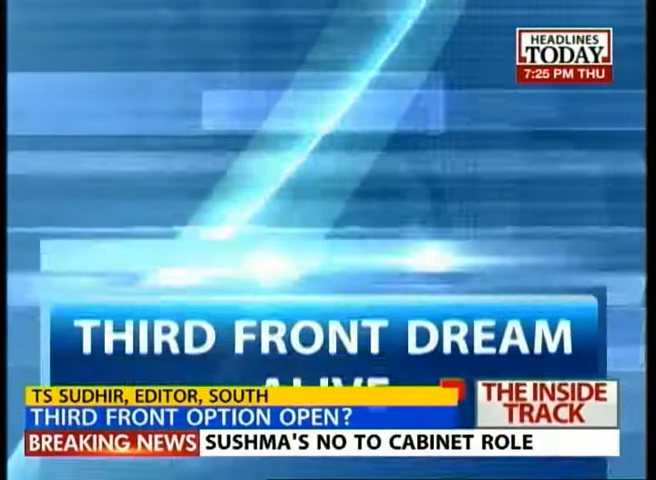 HEADLINES
TODAY
7:25 PM THU
THIRD FRONT DREAM
ALIVE
TS SUDHIR, EDITOR, SOUTH
THIRD FRONT OPTION OPEN?
THE INSIDE
TRACK
BREAKING NEWS SUSHMA'S NO TO CABINET ROLE